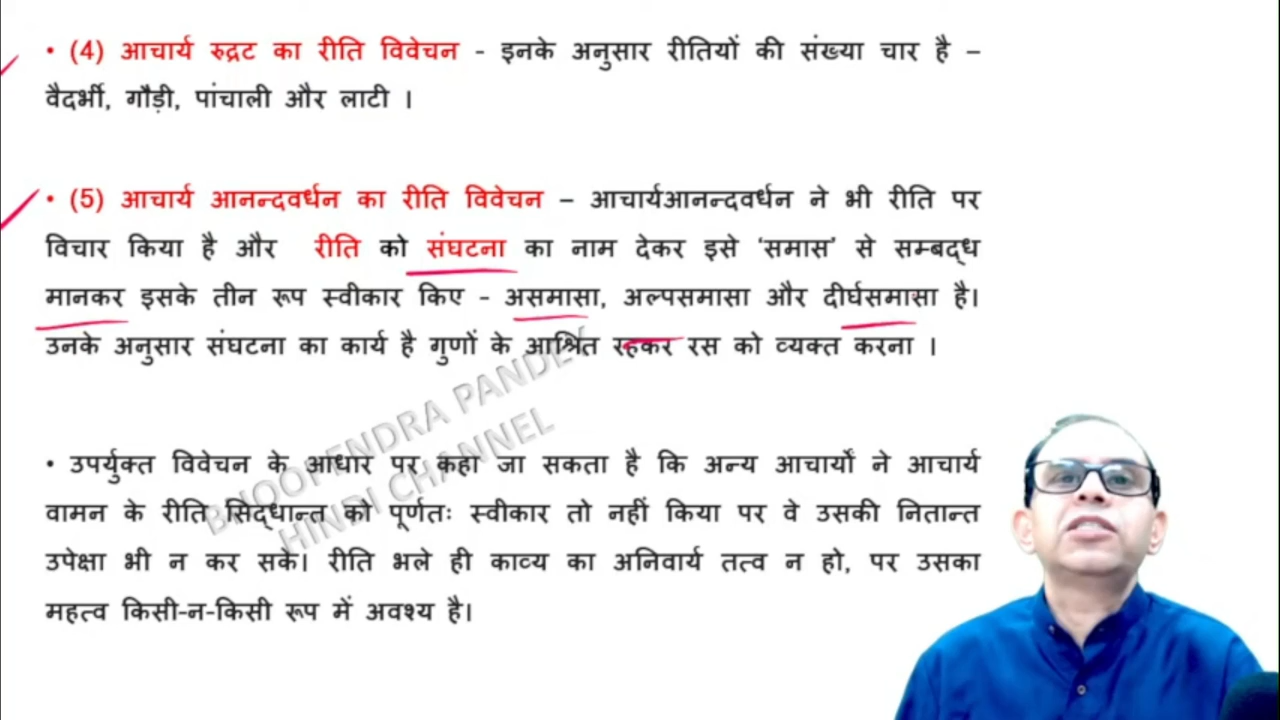 • (4) आचार्य रुद्रट का रीति विवेचन - इनके अनुसार रीतियों की संख्या चार है –
वैदर्भी, गौड़ी, पांचाली और लाटी ।
• (5) आचार्य आनन्दवर्धन का रीति विवेचन – आचार्यआनन्दवर्धन ने भी रीति पर
विचार किया है और रीति को संघटना का नाम देकर इसे ‘समास’ से सम्बद्ध
मानकर इसके तीन रूप स्वीकार किए - असमासा, अल्पसमासा और दीर्घसमासा है।
उनके अनुसार संघटना का कार्य है गुणों के आश्रित रहकर रस को व्यक्त करना ।
• उपर्युक्त विवेचन के आधार पर कहा जा सकता है कि अन्य आचार्यों ने आचार्य
वामन के रीति सिद्धान्त को पूर्णतः स्वीकार तो नहीं किया पर वे उसकी नितान्त
उपेक्षा भी न कर सके। रीति भले ही काव्य का अनिवार्य तत्व न हो, पर उसका
महत्व किसी-न-किसी रूप में अवश्य है।
BHOOPENDRA PANDEY
HINDI CHANNEL